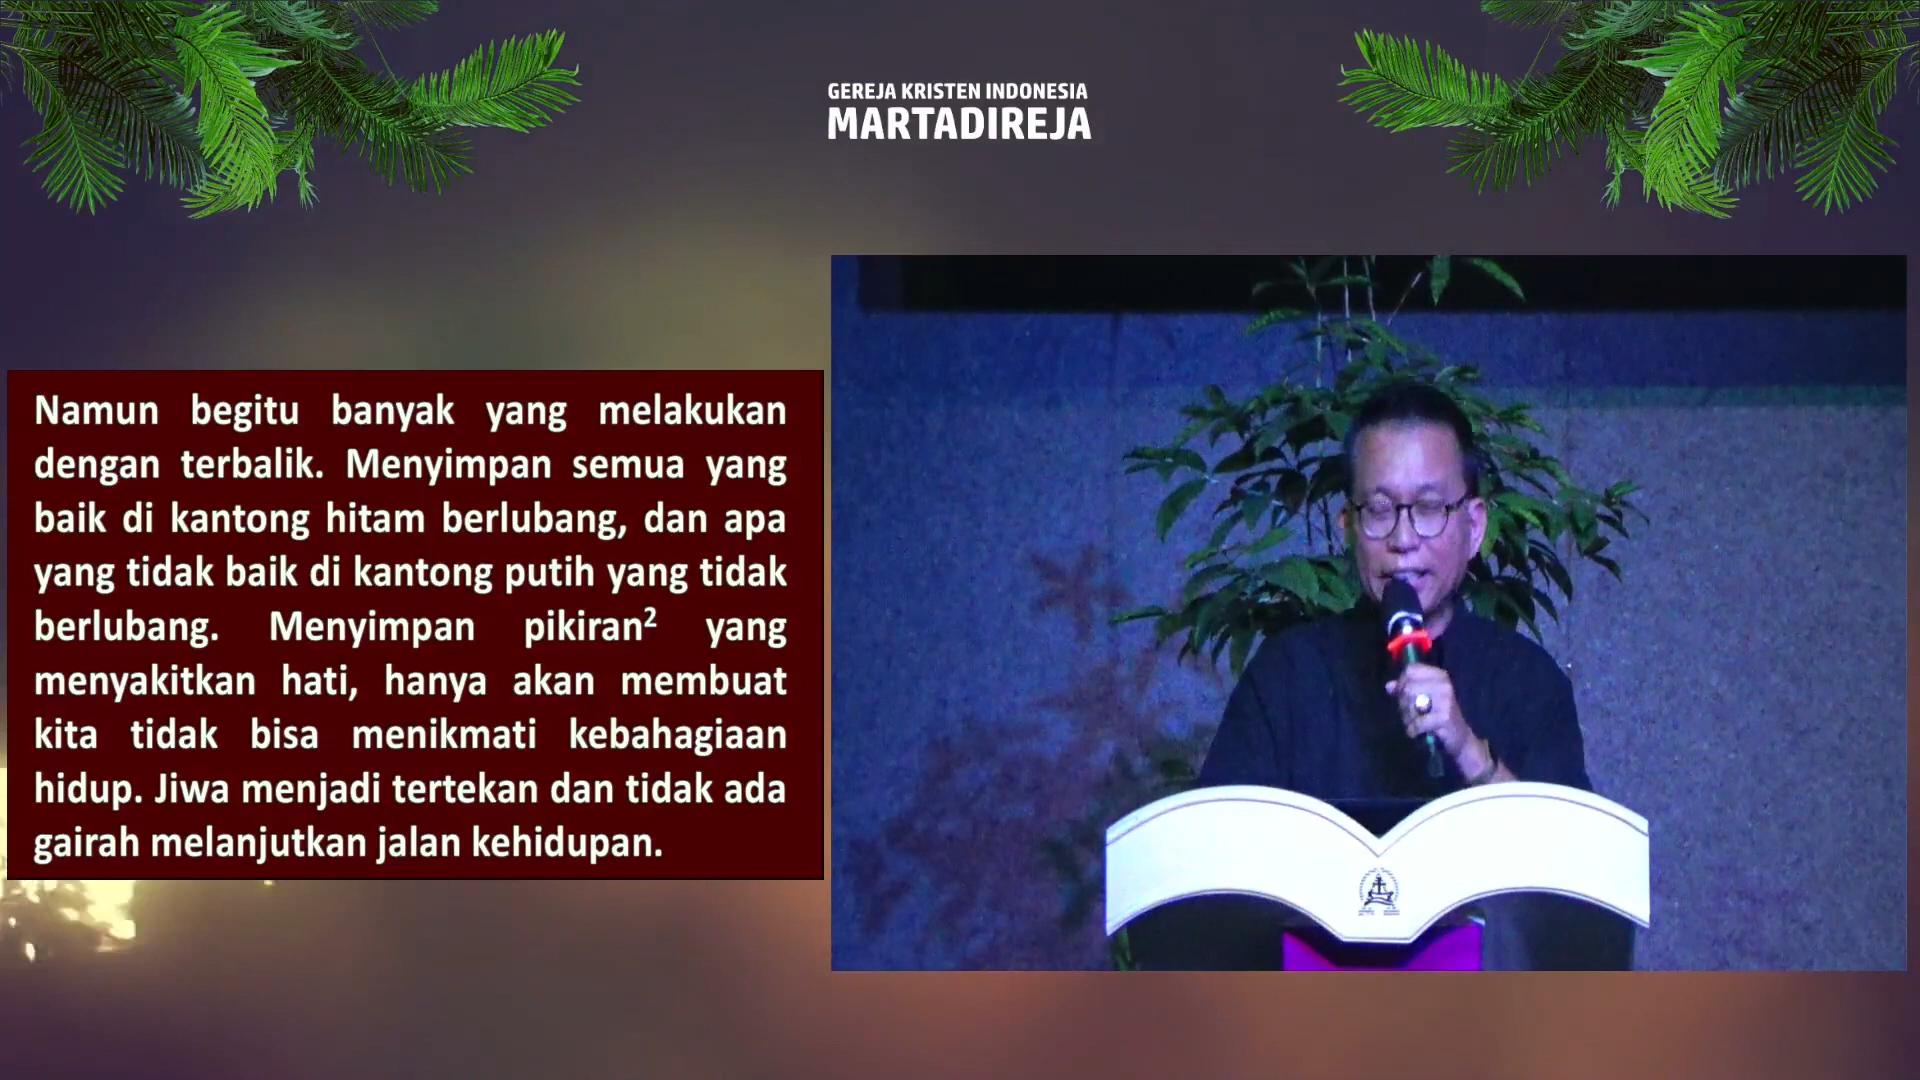 GEREJA KRISTEN INDONESIA
MARTADIREJA
Namun begitu banyak yang melakukan
dengan terbalik. Menyimpan semua yang
baik di kantong hitam berlubang, dan apa
yang tidak baik di kantong putih yang tidak
berlubang. Menyimpan pikiran² yang
menyakitkan hati, hanya akan membuat
kita tidak bisa menikmati kebahagiaan
hidup. Jiwa menjadi tertekan dan tidak ada
gairah melanjutkan jalan kehidupan.